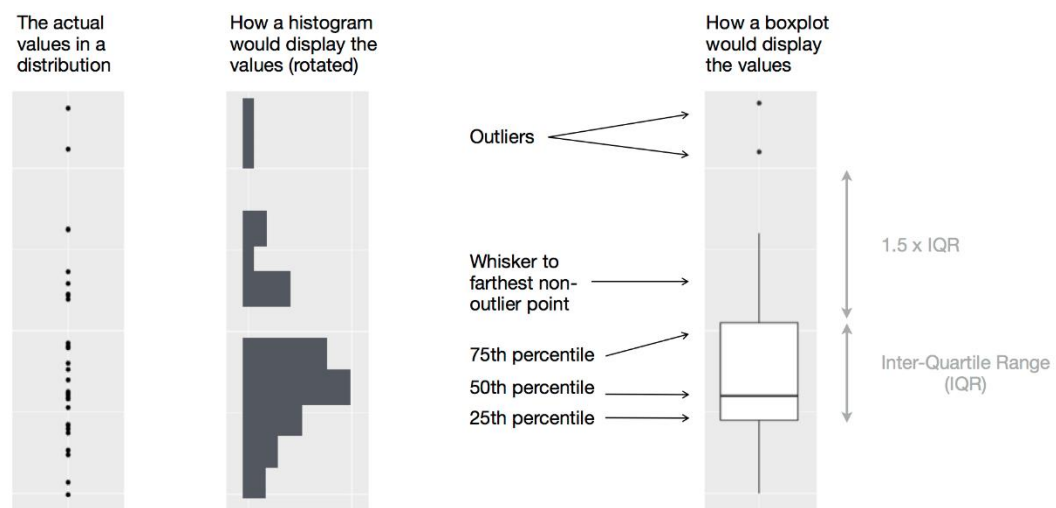 The actual
values in a
distribution
How a histogram
would display the
values (rotated)
How a boxplot
would display
the values
Outliers
1.5 x IQR
Whisker to
farthest non-
outlier point
75th percentile
50th percentile
25th percentile
Inter-Quartile Range
(IQR)